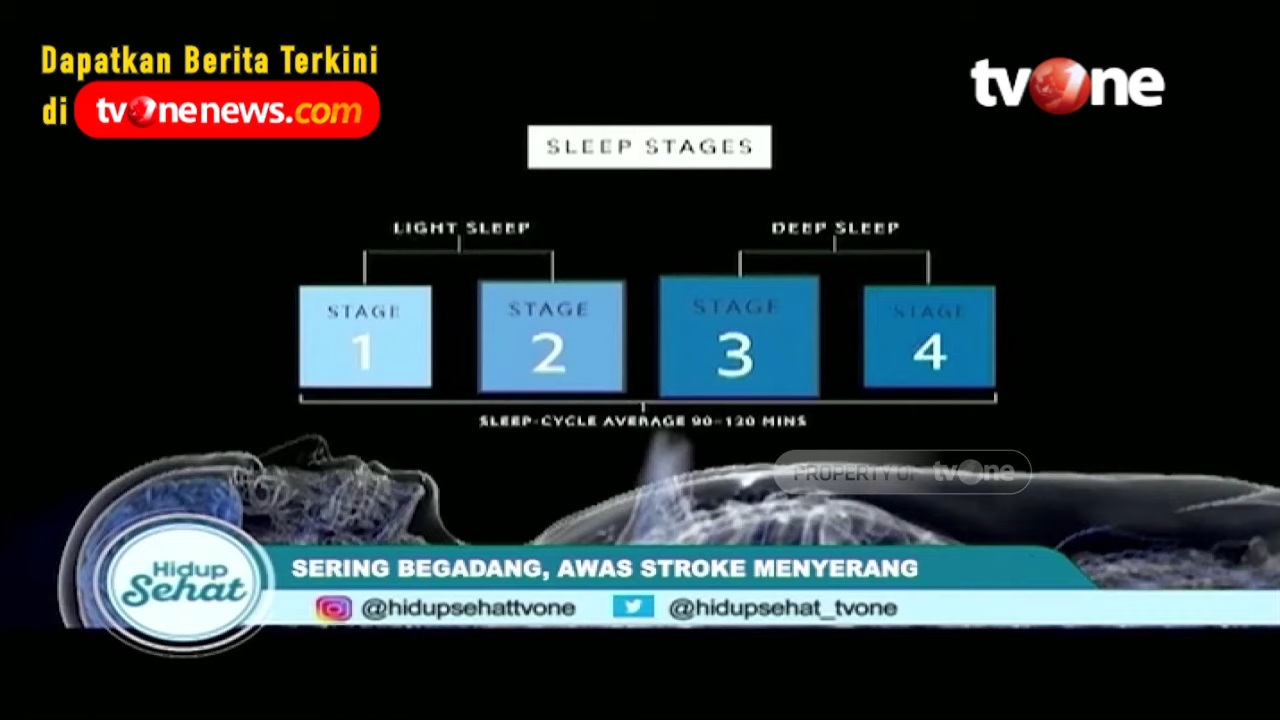 Dapatkan Berita Terkini
di tvonenews.com
tvOne
SLEEP STAGES
LIGHT SLEEP
DEEP SLEEP
STAGE
1
STAGE
2
STAGE
3
STAGE
4
SLEEP-CYCLE AVERAGE 90-120 MINS
PROPERTY OF tvOne
Hidup
Sehat
SERING BEGADANG, AWAS STROKE MENYERANG
@hidupsehattvone
@hidupsehat_tvone